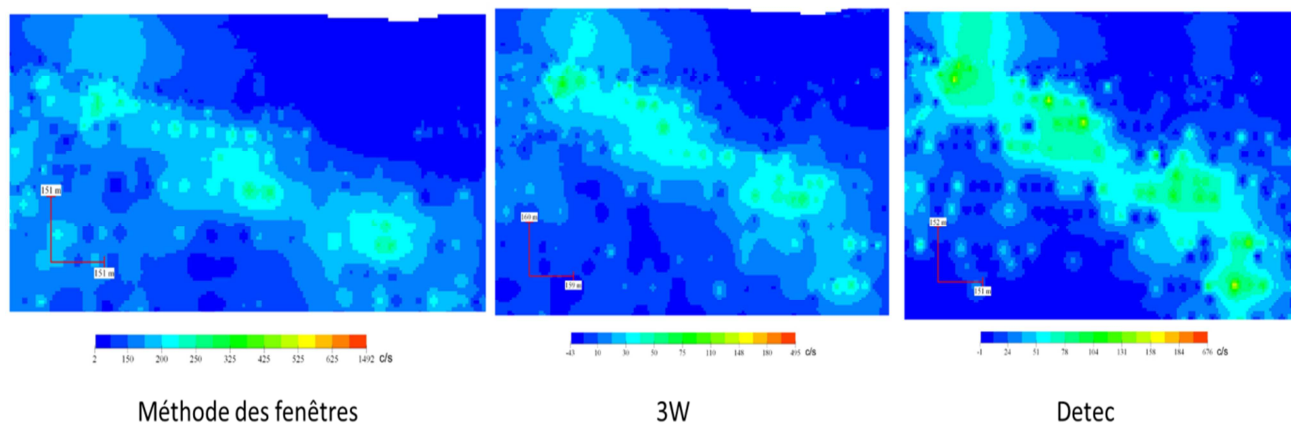 151 m
151 m
160 m
159 m
152 m
151 m
2 150 200 250 325 425 525 625 1492 c/s
-43 10 30 50 75 110 148 180 495 c/s
-1 24 51 78 104 131 158 184 676 c/s
Méthode des fenêtres
3W
Detec